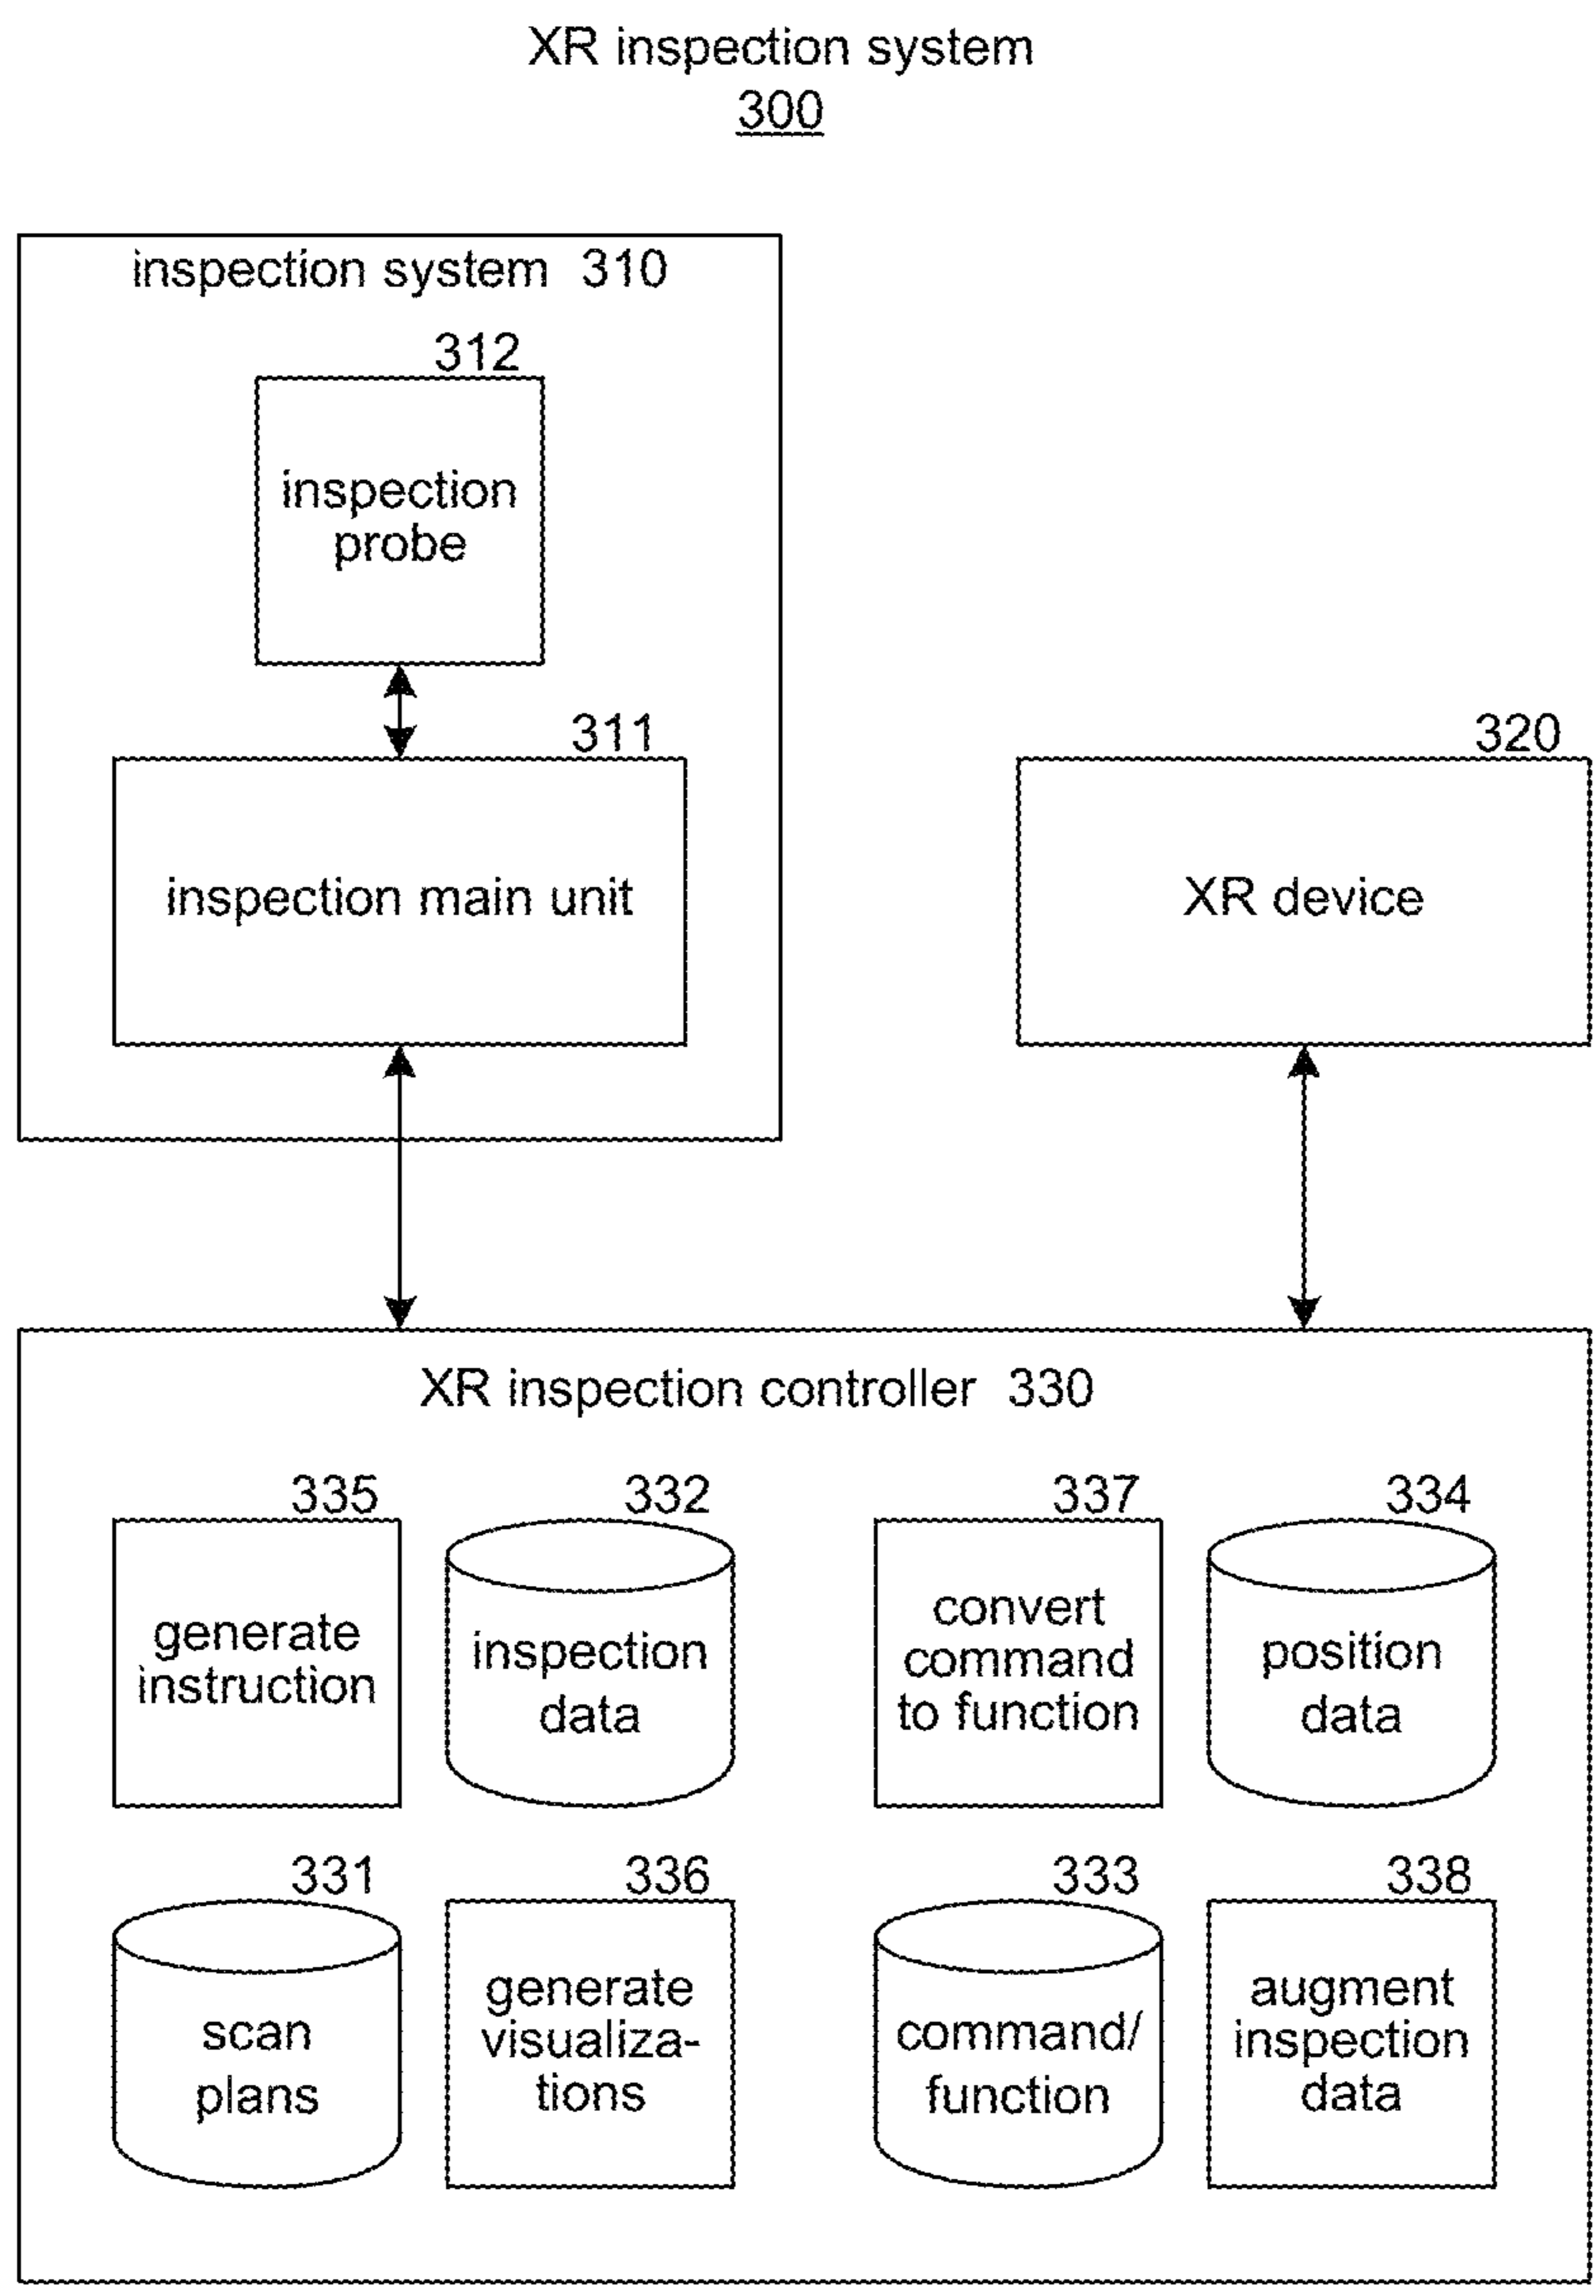 XR inspection system
300
inspection system 310
312
inspection
probe
311
inspection main unit
320
XR device
XR inspection controller 330
335
generate
instruction
332
inspection
data
337
convert
command
to function
334
position
data
331
scan
plans
336
generate
visualiza-
tions
333
command/
function
338
augment
inspection
data